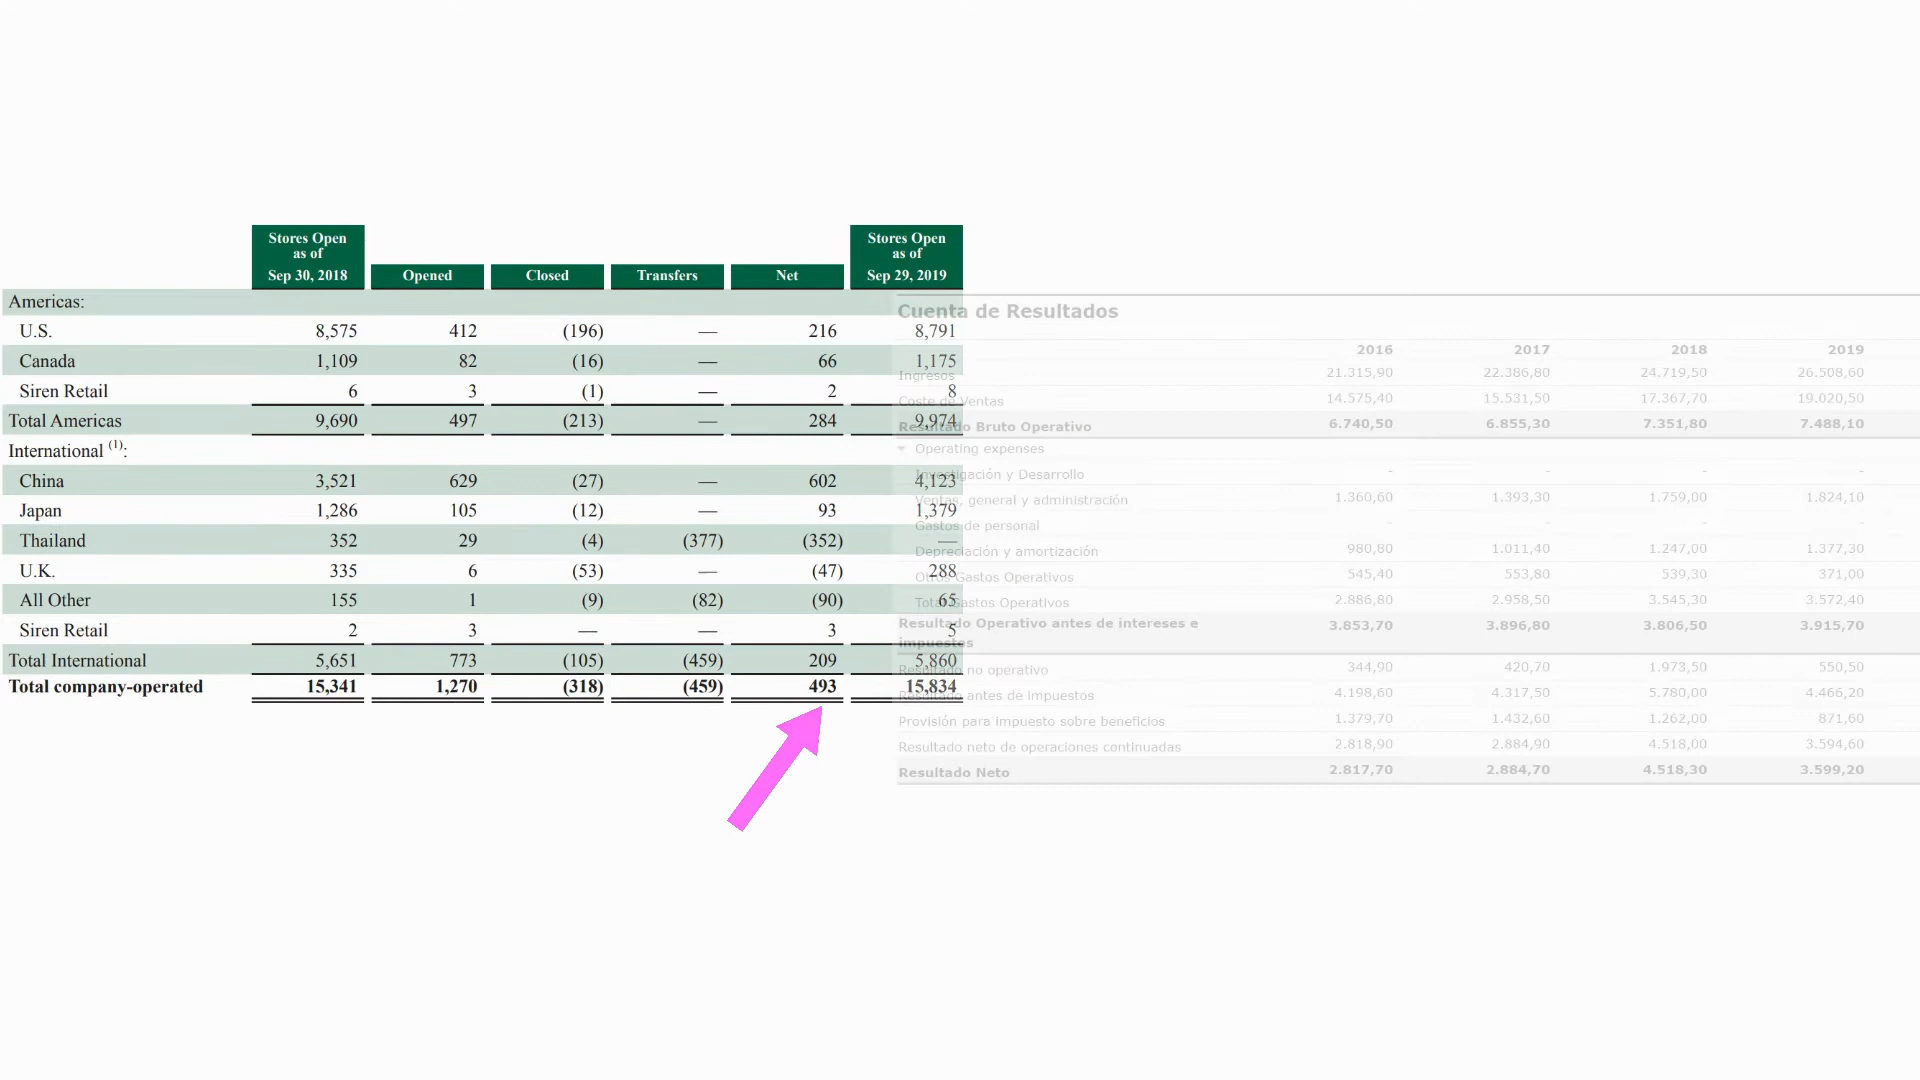 Stores Open as of Sep 30, 2018 Opened Closed Transfers Net Stores Open as of Sep 29, 2019
Americas:
U.S. 8,575 412 (196) — 216 8,791
Canada 1,109 82 (16) — 66 1,175
Siren Retail 6 3 (1) — 2 8
Total Americas 9,690 497 (213) — 284 9,974
International (1):
China 3,521 629 (27) — 602 4,123
Japan 1,286 105 (12) — 93 1,379
Thailand 352 29 (4) (377) (352) —
U.K. 335 6 (53) — (47) 288
All Other 155 1 (9) (82) (90) 65
Siren Retail 2 3 — — 3 5
Total International 5,651 773 (105) (459) 209 5,860
Total company-operated 15,341 1,270 (318) (459) 493 15,834
Cuenta de Resultados
2016 2017 2018 2019
Ingresos 21.315,90 22.386,80 24.719,50 26.508,60
Coste de Ventas 14.575,40 15.531,50 17.367,70 19.020,50
Resultado Bruto Operativo 6.740,50 6.855,30 7.351,80 7.488,10
Operating expenses
Investigación y Desarrollo - - - -
Ventas, general y administración 1.360,60 1.393,30 1.759,00 1.824,10
Gastos de personal - - - -
Depreciación y amortización 980,80 1.011,40 1.247,00 1.377,30
Otros Gastos Operativos 545,40 553,80 539,30 371,00
Total Gastos Operativos 2.886,80 2.958,50 3.545,30 3.572,40
Resultado Operativo antes de intereses e impuestos 3.853,70 3.896,80 3.806,50 3.915,70
Resultado no operativo 344,90 420,70 1.973,50 550,50
Resultado antes de Impuestos 4.198,60 4.317,50 5.780,00 4.466,20
Provisión para impuesto sobre beneficios 1.379,70 1.432,60 1.262,00 871,60
Resultado neto de operaciones continuadas 2.818,90 2.884,90 4.518,00 3.594,60
Resultado Neto 2.817,70 2.884,70 4.518,30 3.599,20